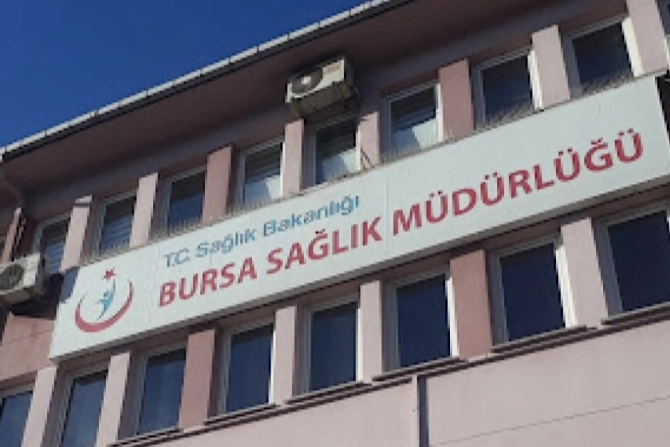 T.C. Sağlık Bakanlığı
BURSA SAĞLIK MÜDÜRLÜĞÜ